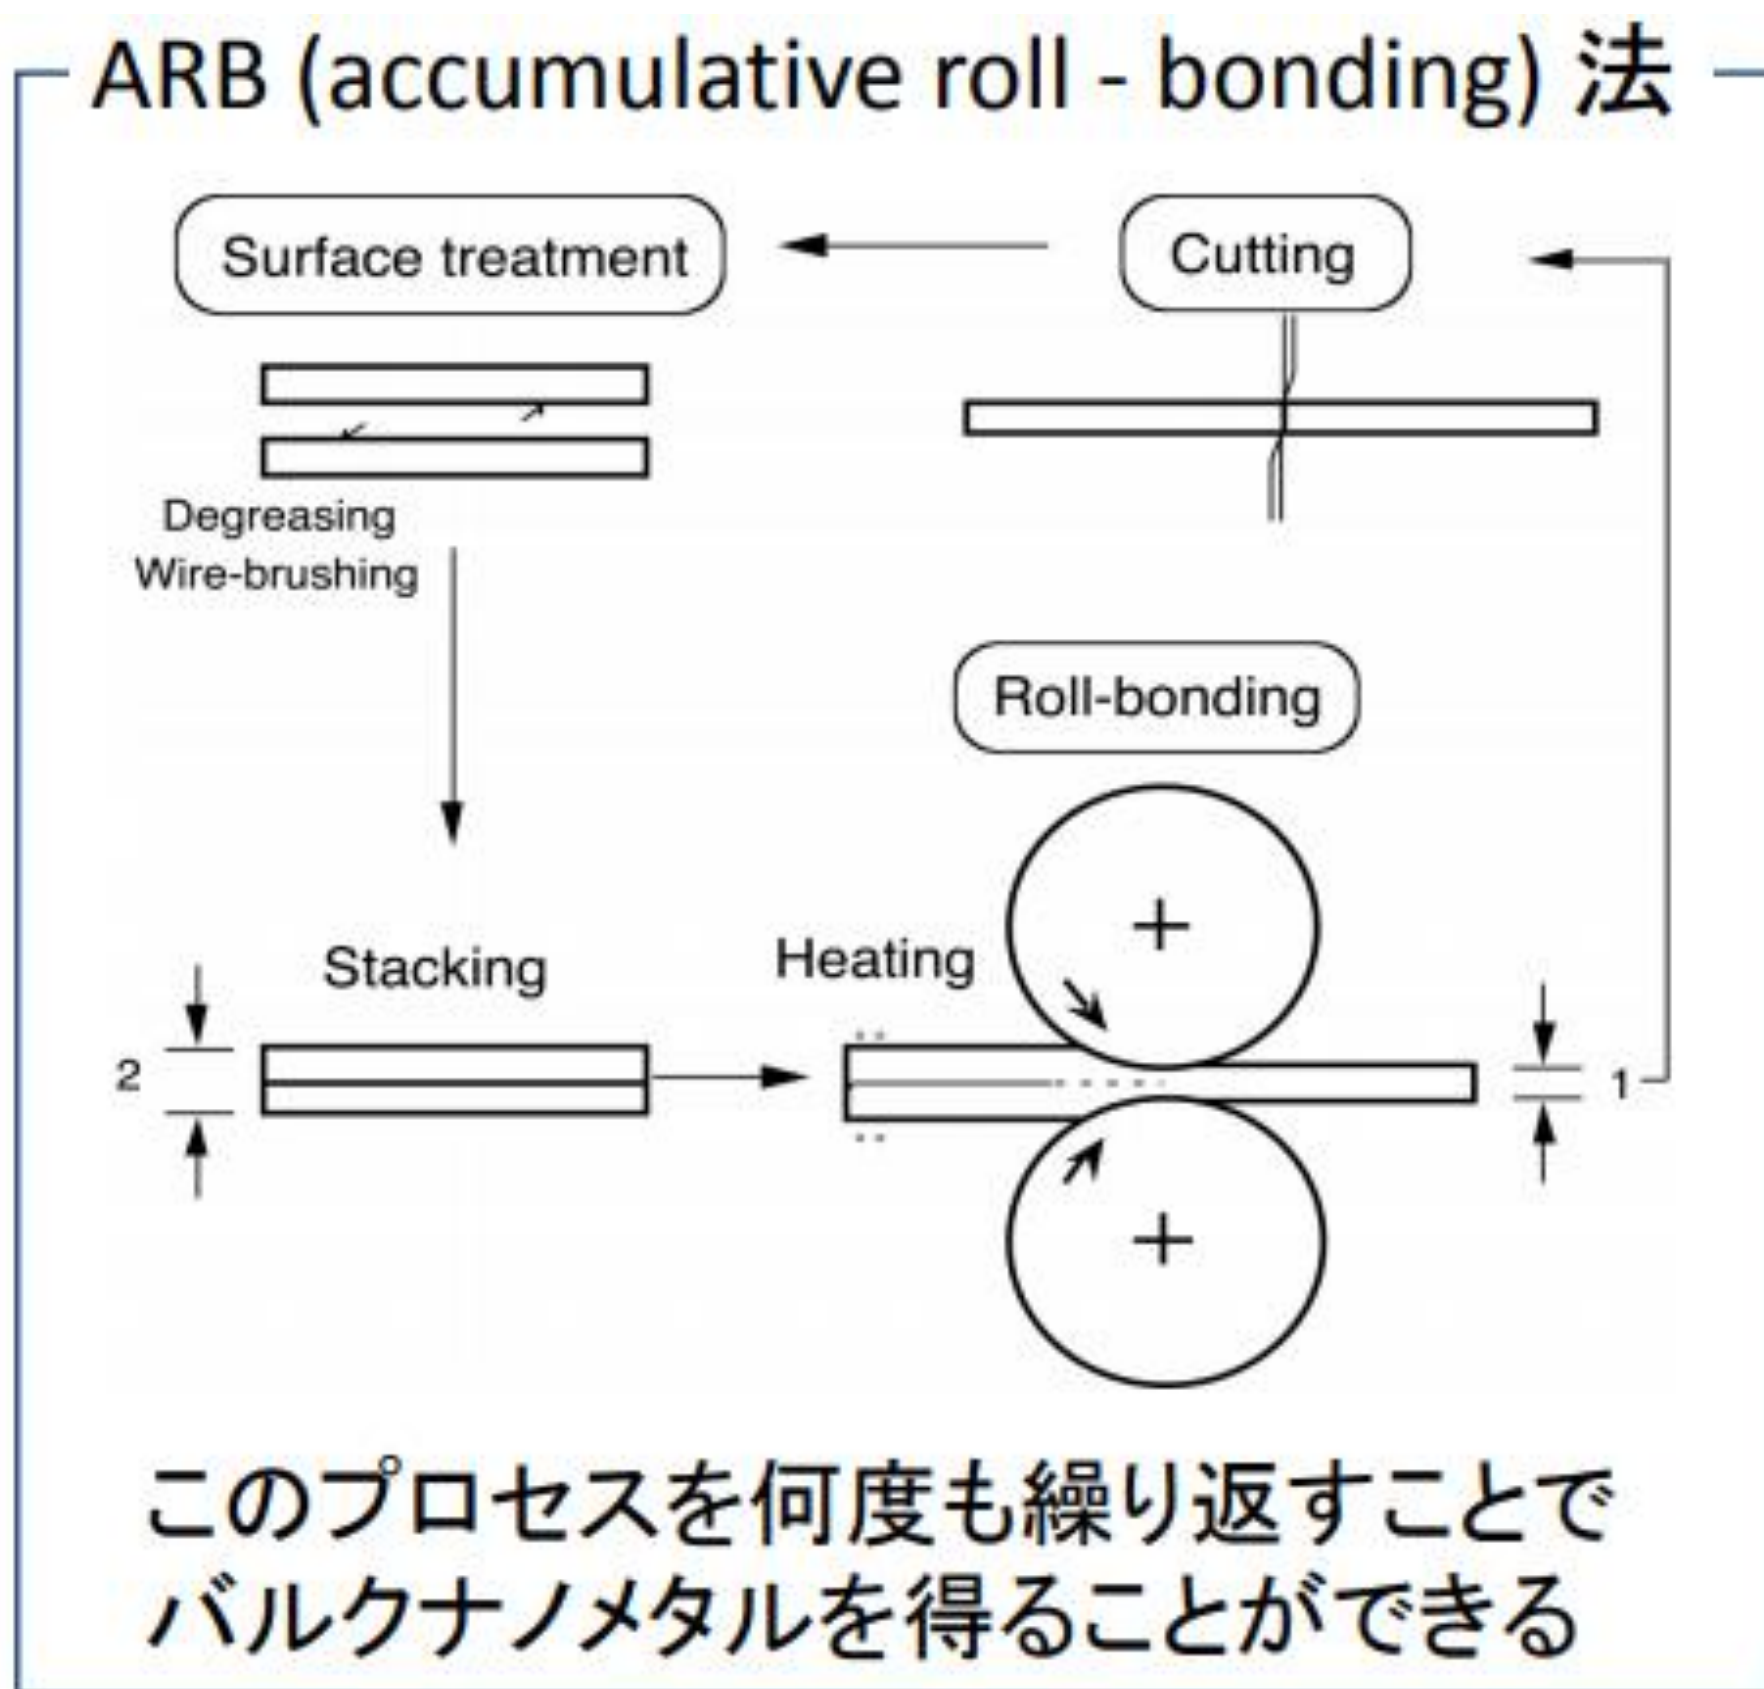 ARB (accumulative roll - bonding) 法
Surface treatment
Cutting
Degreasing
Wire-brushing
Roll-bonding
Stacking
Heating
2
1
このプロセスを何度も繰り返すことで
バルクナノメタルを得ることができる